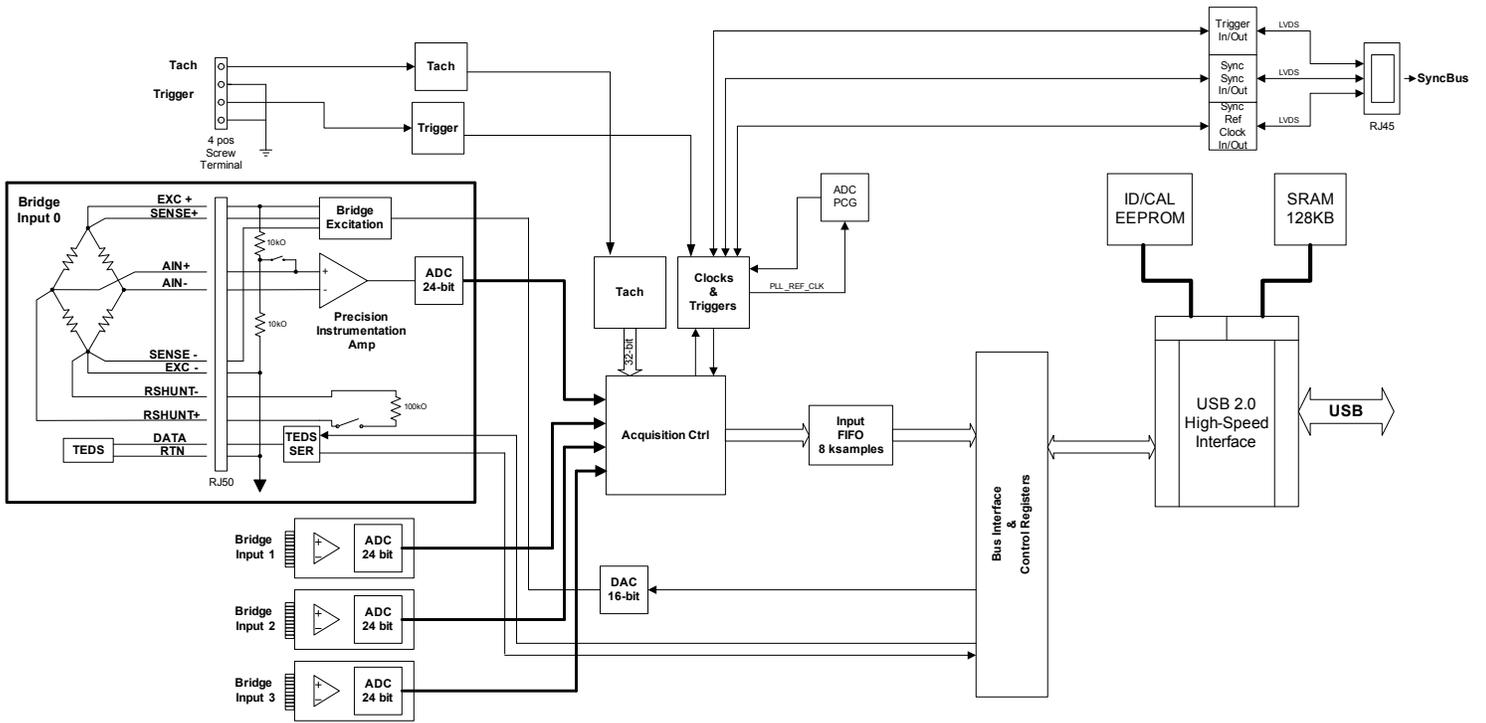 Tach
Trigger
4 pos
Screw
Terminal
Tach
Trigger
Trigger
In/Out
Sync
Sync
In/Out
Sync
Ref
Clock
In/Out
LVDS
LVDS
LVDS
SyncBus
RJ45
Bridge
Input 0
EXC +
SENSE+
AIN+
AIN-
SENSE -
EXC -
RSHUNT-
RSHUNT+
DATA
RTN
TEDS
RJ50
Bridge
Excitation
10kO
10kO
+
-
Precision
Instrumentation
Amp
ADC
24-bit
100kO
TEDS
SER
Tach
32-bit
Clocks
&
Triggers
ADC
PCG
PLL_REF_CLK
Acquisition Ctrl
Input
FIFO
8 ksamples
Bus Interface
&
Control Registers
ID/CAL
EEPROM
SRAM
128KB
USB 2.0
High-Speed
Interface
USB
DAC
16-bit
Bridge
Input 1
+
−
ADC
24 bit
Bridge
Input 2
+
−
ADC
24 bit
Bridge
Input 3
+
−
ADC
24 bit